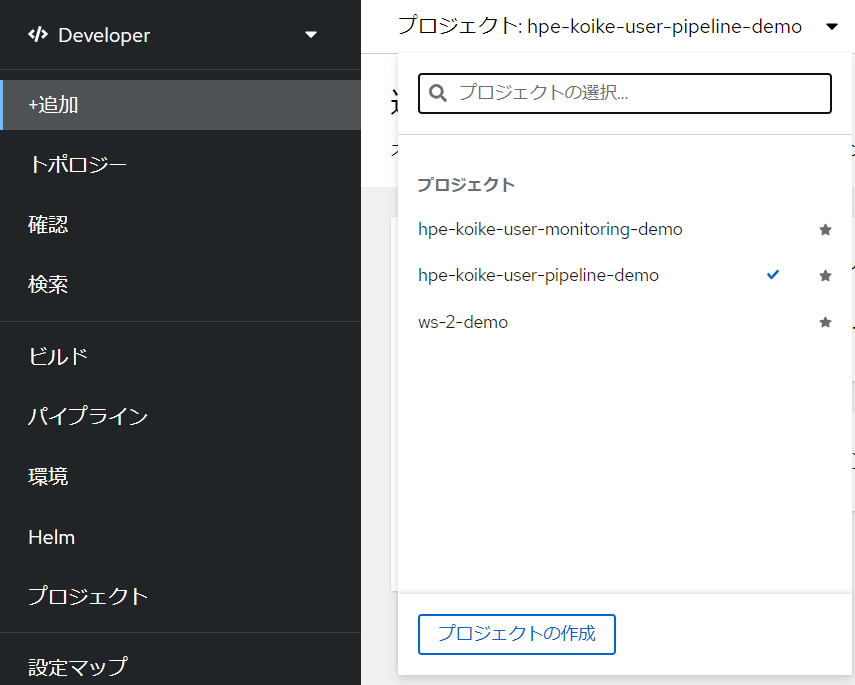 Developer
+追加
トポロジー
確認
検索
ビルド
パイプライン
環境
Helm
プロジェクト
設定マップ
プロジェクト: hpe-koike-user-pipeline-demo
プロジェクトの選択...
プロジェクト
hpe-koike-user-monitoring-demo
hpe-koike-user-pipeline-demo
ws-2-demo
プロジェクトの作成